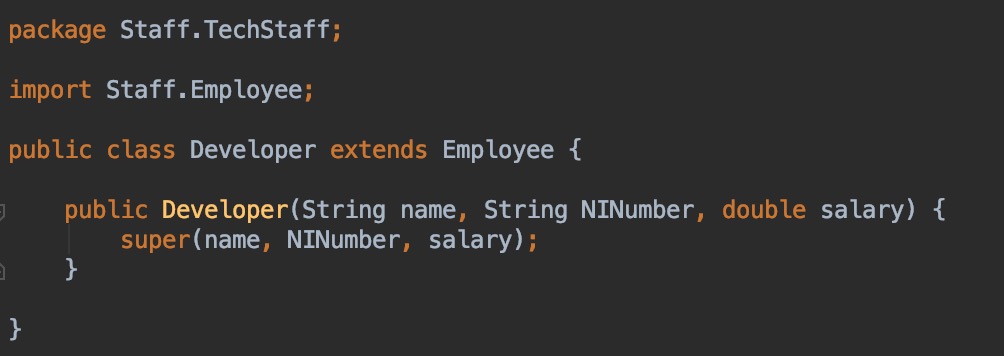 package Staff.TechStaff;
import Staff.Employee;
public class Developer extends Employee {
public Developer(String name, String NINumber, double salary) {
super(name, NINumber, salary);
}
}